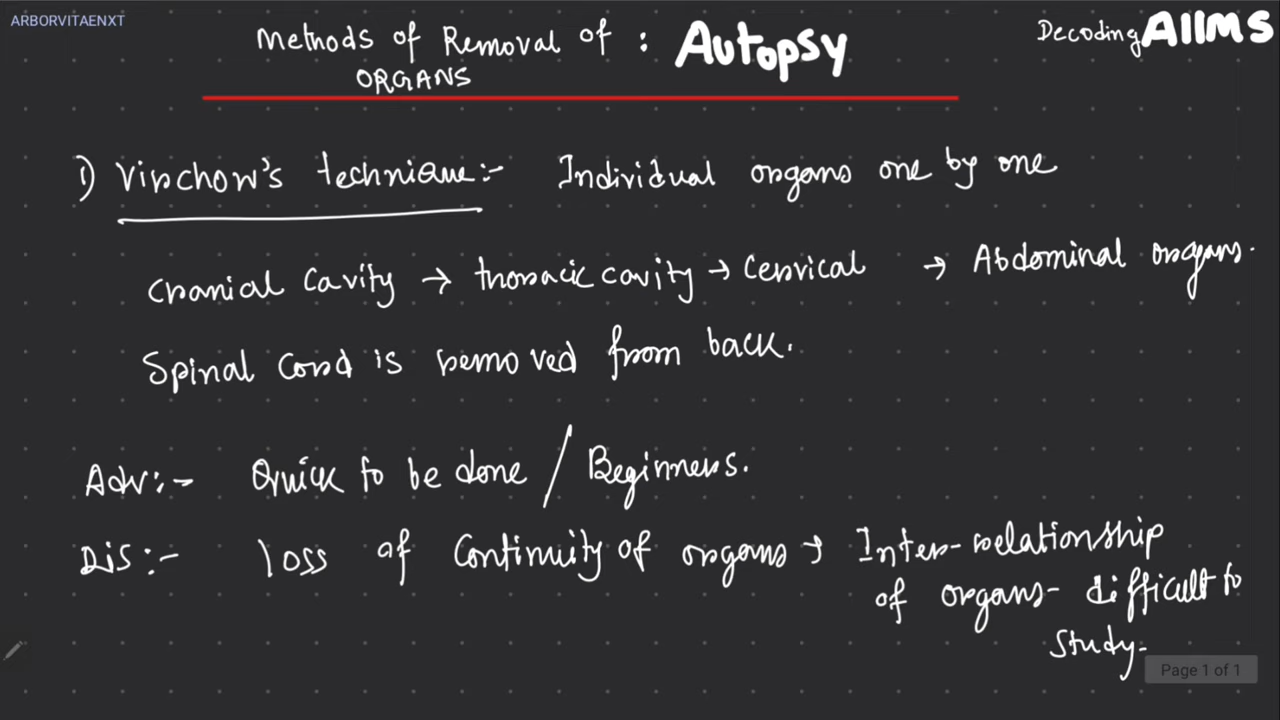 ARBORVITAENXT
Methods of Removal of : Autopsy
ORGANS
Decoding AIIMS
1) Virchow's technique:- Individual organs one by one
Cranial Cavity → thoracic cavity → Cervical → Abdominal organs.
Spinal Cord is removed from back.
Adv:- Quick to be done / Beginners.
Dis:- loss of Continuity of organs → Inter-relationship
of organs- difficult to
study-
Page 1 of 1